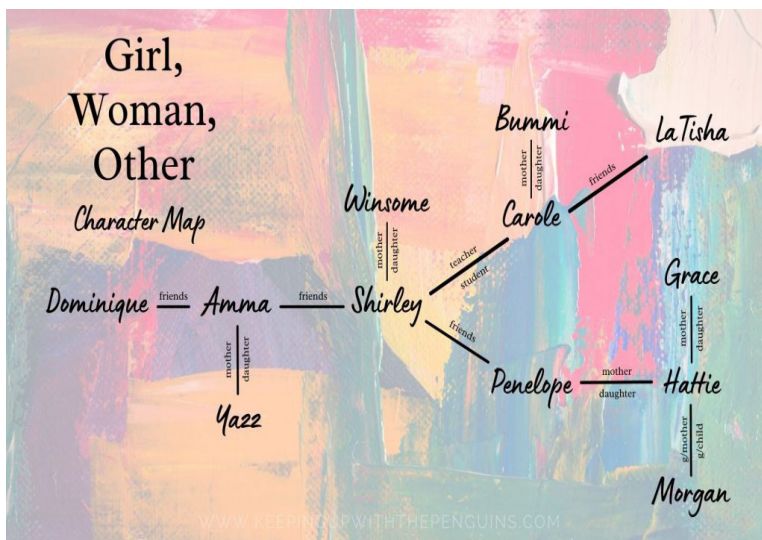 Girl,
Woman,
Other
Character Map
Bummi
LaTisha
mother
daughter
friends
Winsome
Carole
mother
daughter
teacher
student
Grace
Dominique
friends
Amma
friends
Shirley
mother
daughter
friends
mother
daughter
Penelope
mother
daughter
Hattie
Yazz
g/mother
g/child
Morgan
WWW.KEEPINGUPWITHTHEPENGUINS.COM